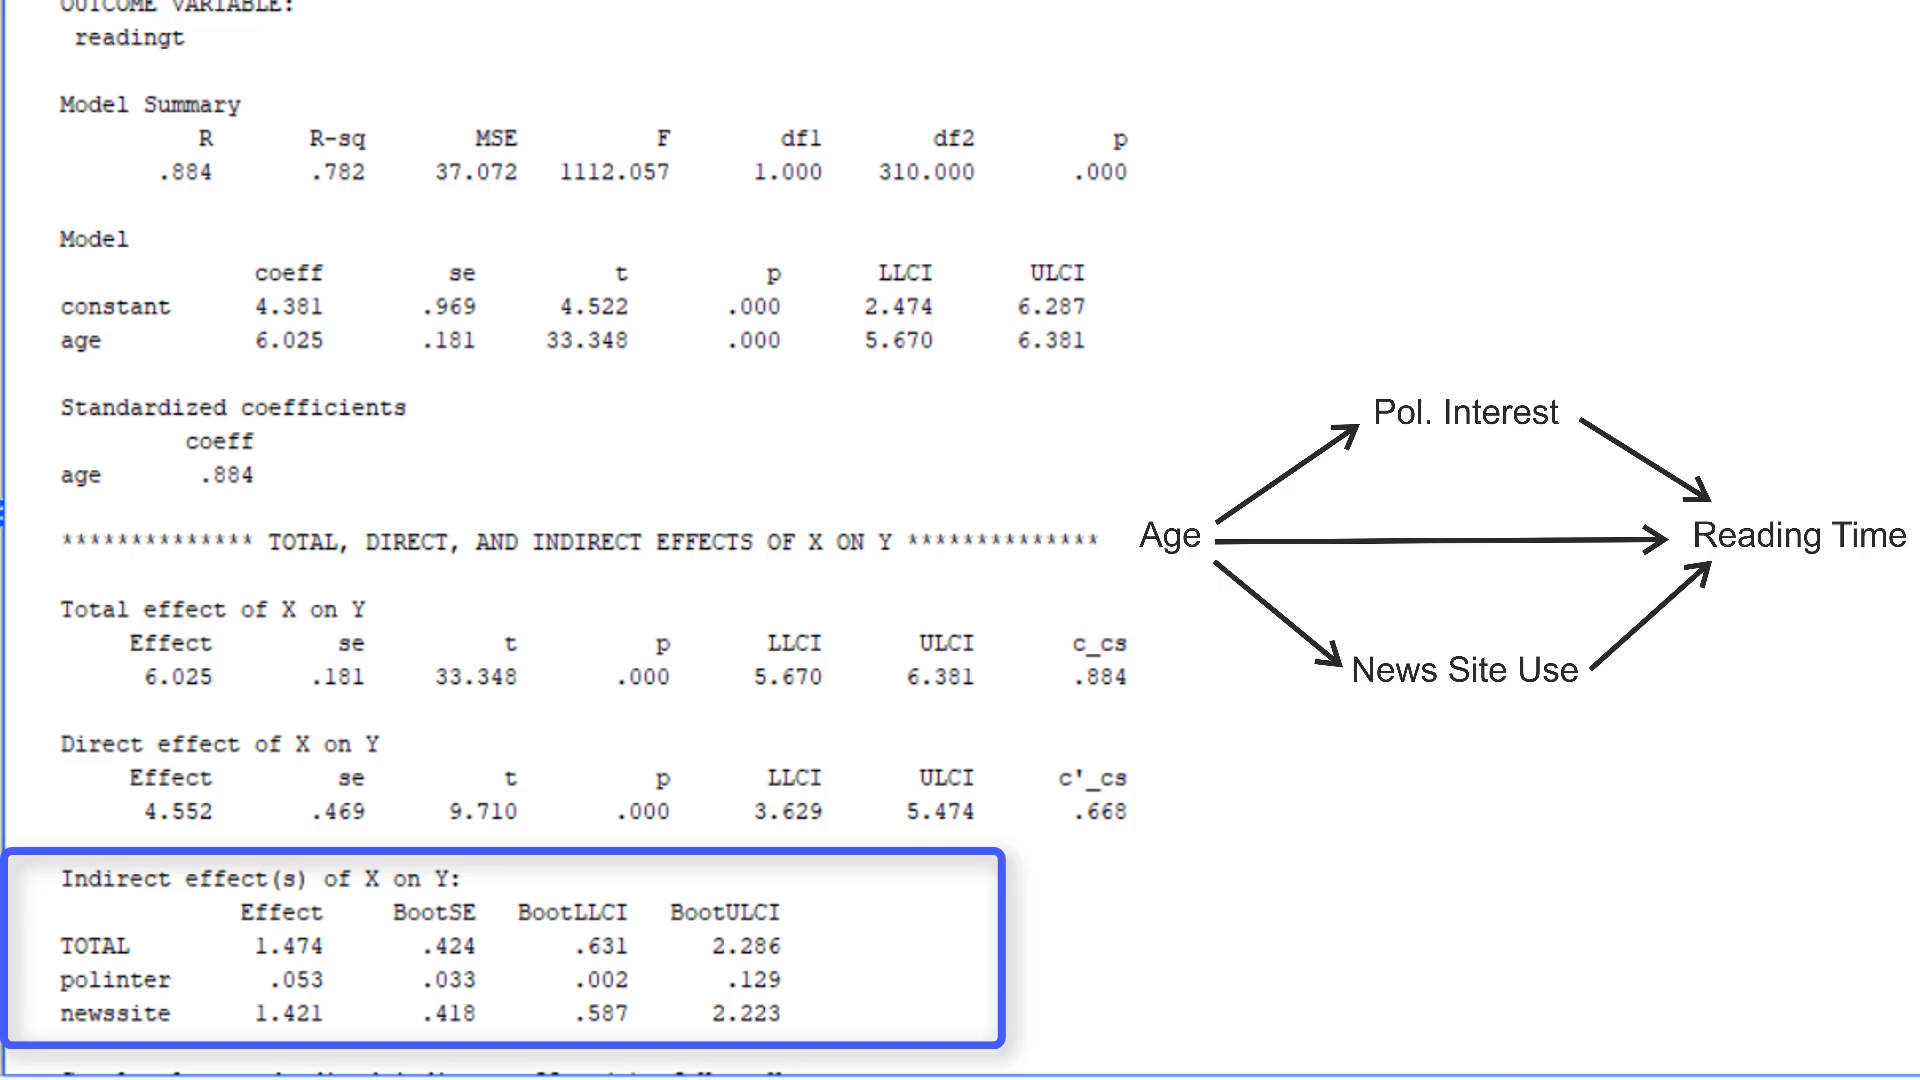 OUTCOME VARIABLE:
readingt
Model Summary
R R-sq MSE F df1 df2 p
.884 .782 37.072 1112.057 1.000 310.000 .000
Model
coeff se t p LLCI ULCI
constant 4.381 .969 4.522 .000 2.474 6.287
age 6.025 .181 33.348 .000 5.670 6.381
Standardized coefficients
coeff
age .884
************** TOTAL, DIRECT, AND INDIRECT EFFECTS OF X ON Y **************
Total effect of X on Y
Effect se t p LLCI ULCI c_cs
6.025 .181 33.348 .000 5.670 6.381 .884
Direct effect of X on Y
Effect se t p LLCI ULCI c'_cs
4.552 .469 9.710 .000 3.629 5.474 .668
Indirect effect(s) of X on Y:
Effect BootSE BootLLCI BootULCI
TOTAL 1.474 .424 .631 2.286
polinter .053 .033 .002 .129
newssite 1.421 .418 .587 2.223
Pol. Interest
Age
Reading Time
News Site Use